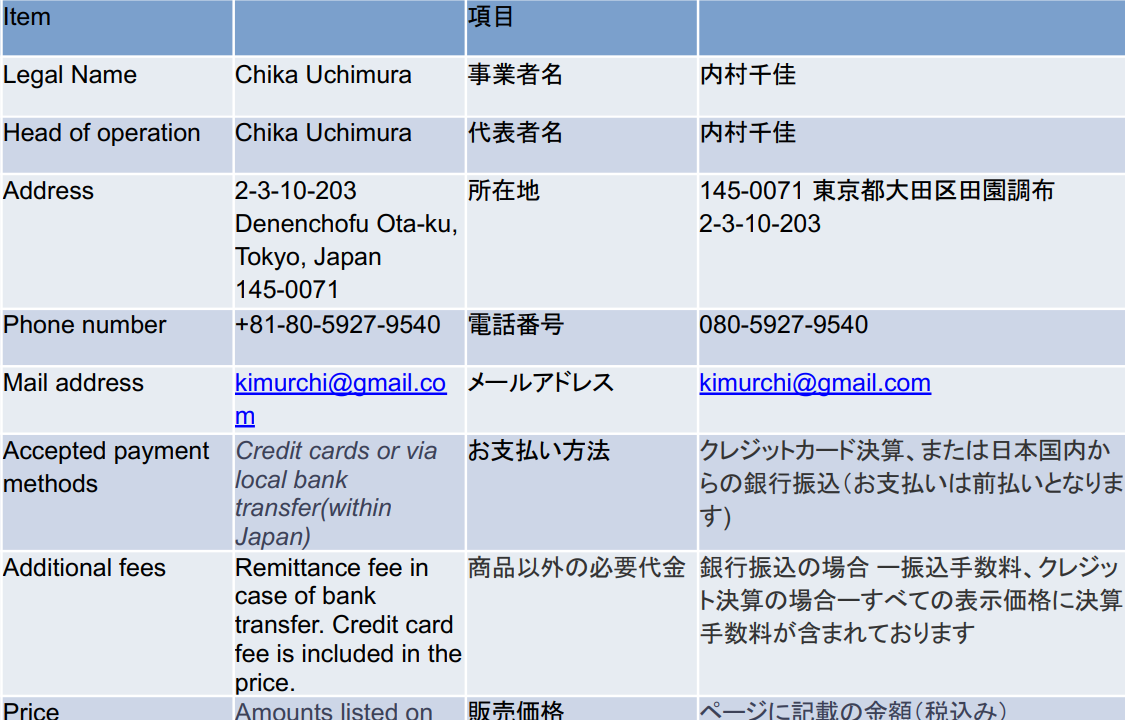 Item
項目
Legal Name
Chika Uchimura
事業者名
内村千佳
Head of operation
Chika Uchimura
代表者名
内村千佳
Address
2-3-10-203
Denenchofu Ota-ku,
Tokyo, Japan
145-0071
所在地
145-0071 東京都大田区田園調布
2-3-10-203
Phone number
+81-80-5927-9540
電話番号
080-5927-9540
Mail address
kimurchi@gmail.co
m
メールアドレス
kimurchi@gmail.com
Accepted payment
methods
Credit cards or via
local bank
transfer(within
Japan)
お支払い方法
クレジットカード決算、または日本国内か
らの銀行振込(お支払いは前払いとなりま
す)
Additional fees
Remittance fee in
case of bank
transfer. Credit card
fee is included in the
price.
商品以外の必要代金
銀行振込の場合 ー振込手数料、クレジッ
ト決算の場合ーすべての表示価格に決算
手数料が含まれております
Price
Amounts listed on
販売価格
ページに記載の金額(税込み)